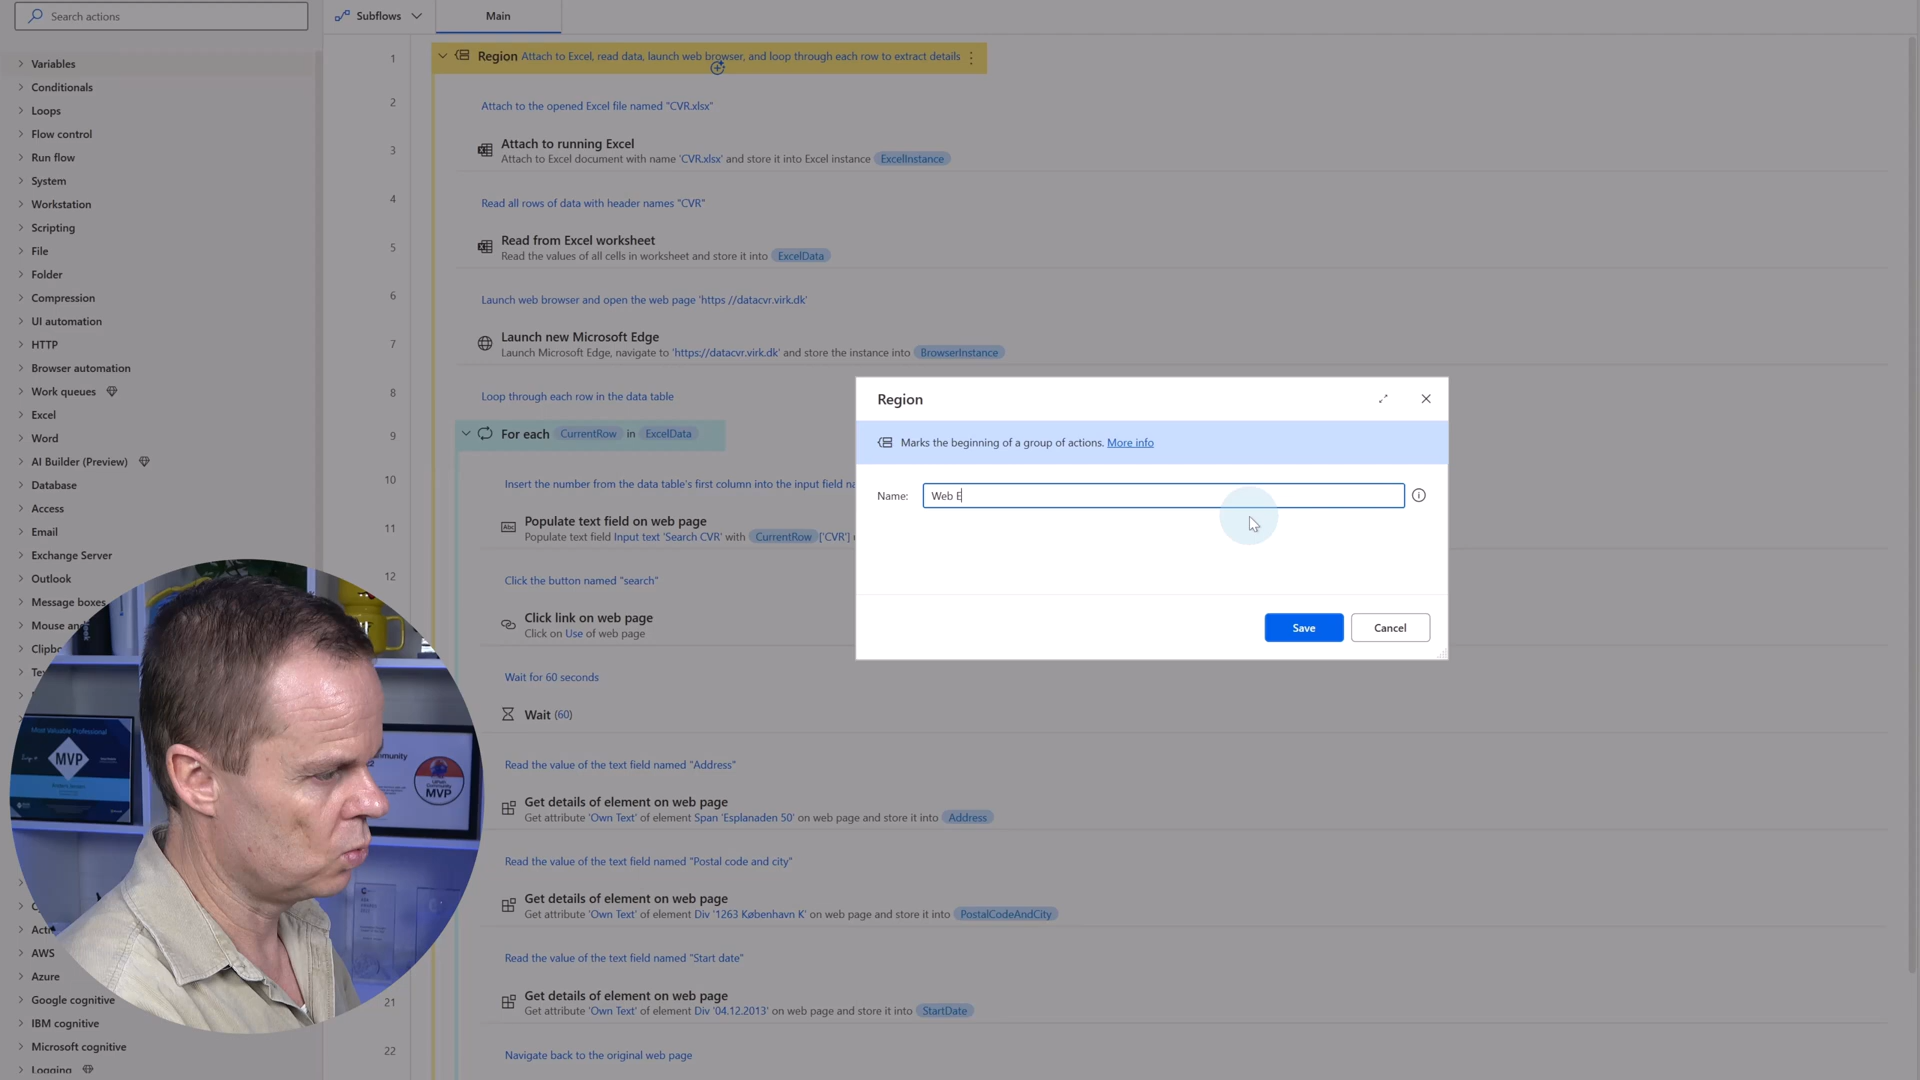 Search actions
Subflows
Main
Variables
Conditionals
Loops
Flow control
Run flow
System
Workstation
Scripting
File
Folder
Compression
UI automation
HTTP
Browser automation
Work queues
Excel
Word
AI Builder (Preview)
Database
Access
Email
Exchange Server
Outlook
Message boxes
Mouse an
Clipb
Te
AWS
Azure
Google cognitive
IBM cognitive
Microsoft cognitive
Logging
1
Region Attach to Excel, read data, launch web browser, and loop through each row to extract details
2
Attach to the opened Excel file named "CVR.xlsx"
3
Attach to running Excel
Attach to Excel document with name 'CVR.xlsx' and store it into Excel instance ExcelInstance
4
Read all rows of data with header names "CVR"
5
Read from Excel worksheet
Read the values of all cells in worksheet and store it into ExcelData
6
Launch web browser and open the web page 'https //datacvr.virk.dk'
7
Launch new Microsoft Edge
Launch Microsoft Edge, navigate to 'https://datacvr.virk.dk' and store the instance into BrowserInstance
8
Loop through each row in the data table
9
For each CurrentRow in ExcelData
10
Insert the number from the data table's first column into the input field na
11
Populate text field on web page
Populate text field Input text 'Search CVR' with CurrentRow ['CVR']
12
Click the button named "search"
Click link on web page
Click on Use of web page
Wait for 60 seconds
Wait (60)
Read the value of the text field named "Address"
Get details of element on web page
Get attribute 'Own Text' of element Span 'Esplanaden 50' on web page and store it into Address
Read the value of the text field named "Postal code and city"
Get details of element on web page
Get attribute 'Own Text' of element Div '1263 København K' on web page and store it into PostalCodeAndCity
Read the value of the text field named "Start date"
21
Get details of element on web page
Get attribute 'Own Text' of element Div '04.12.2013' on web page and store it into StartDate
22
Navigate back to the original web page
Region
Marks the beginning of a group of actions. More info
Name:
Web E
Save
Cancel
Most Valuable Professional
MVP
MVP